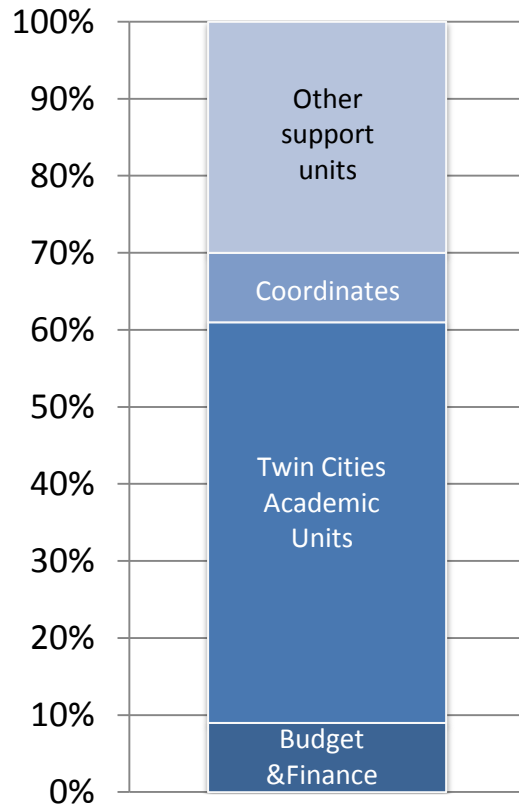 100%
90%
80%
70%
60%
50%
40%
30%
20%
10%
0%
Other
support
units
Coordinates
Twin Cities
Academic
Units
Budget
&Finance